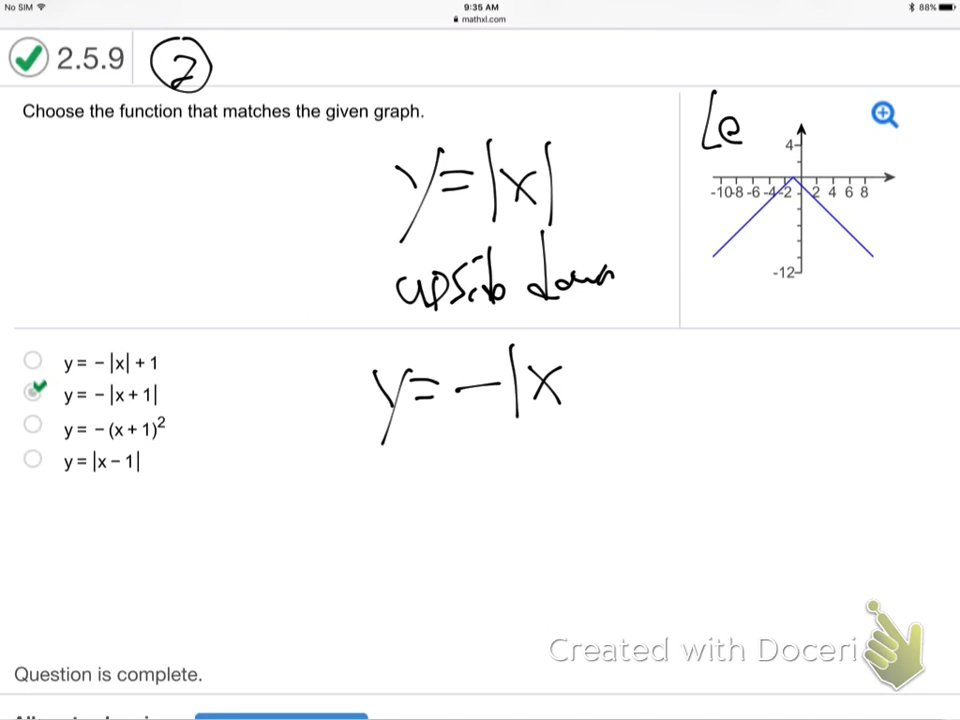 No SIM 9:35 AM 88%
mathxl.com
2.5.9 2
Choose the function that matches the given graph.
Le
4
-10 -8 -6 -4 -2 2 4 6 8
-12
y = |x|
upside down
y = - |x| + 1
y = - |x + 1|
y = - (x + 1)²
y = |x - 1|
y = - |x
Created with Doceri
Question is complete.